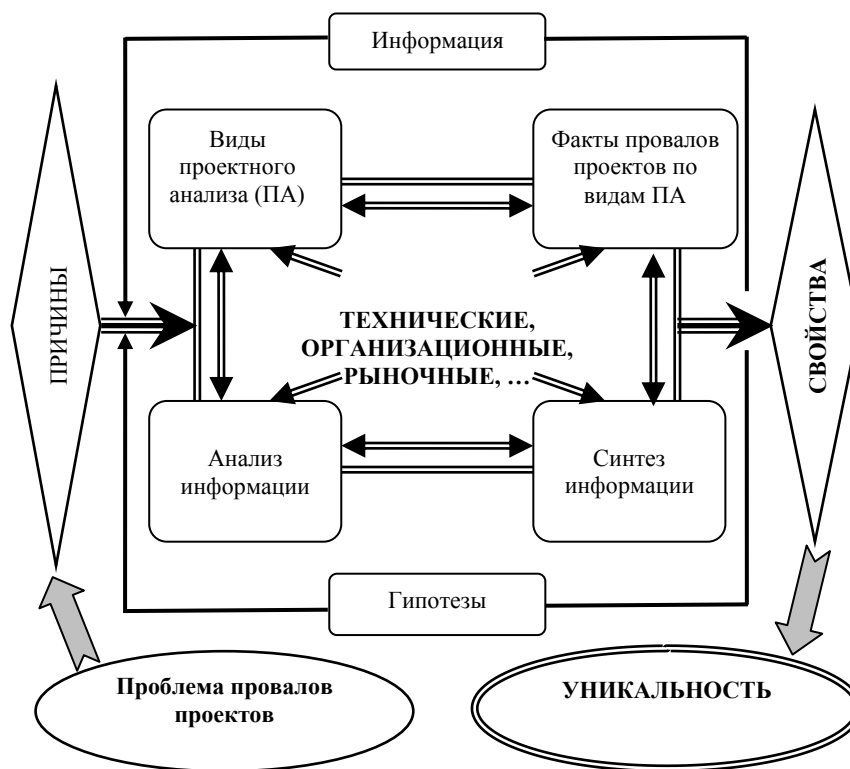 Информация
Виды
проектного
анализа (ПА)
Факты провалов
проектов по
видам ПА
ПРИЧИНЫ
ТЕХНИЧЕСКИЕ,
ОРГАНИЗАЦИОННЫЕ,
РЫНОЧНЫЕ, …
СВОЙСТВА
Анализ
информации
Синтез
информации
Гипотезы
Проблема провалов
проектов
УНИКАЛЬНОСТЬ